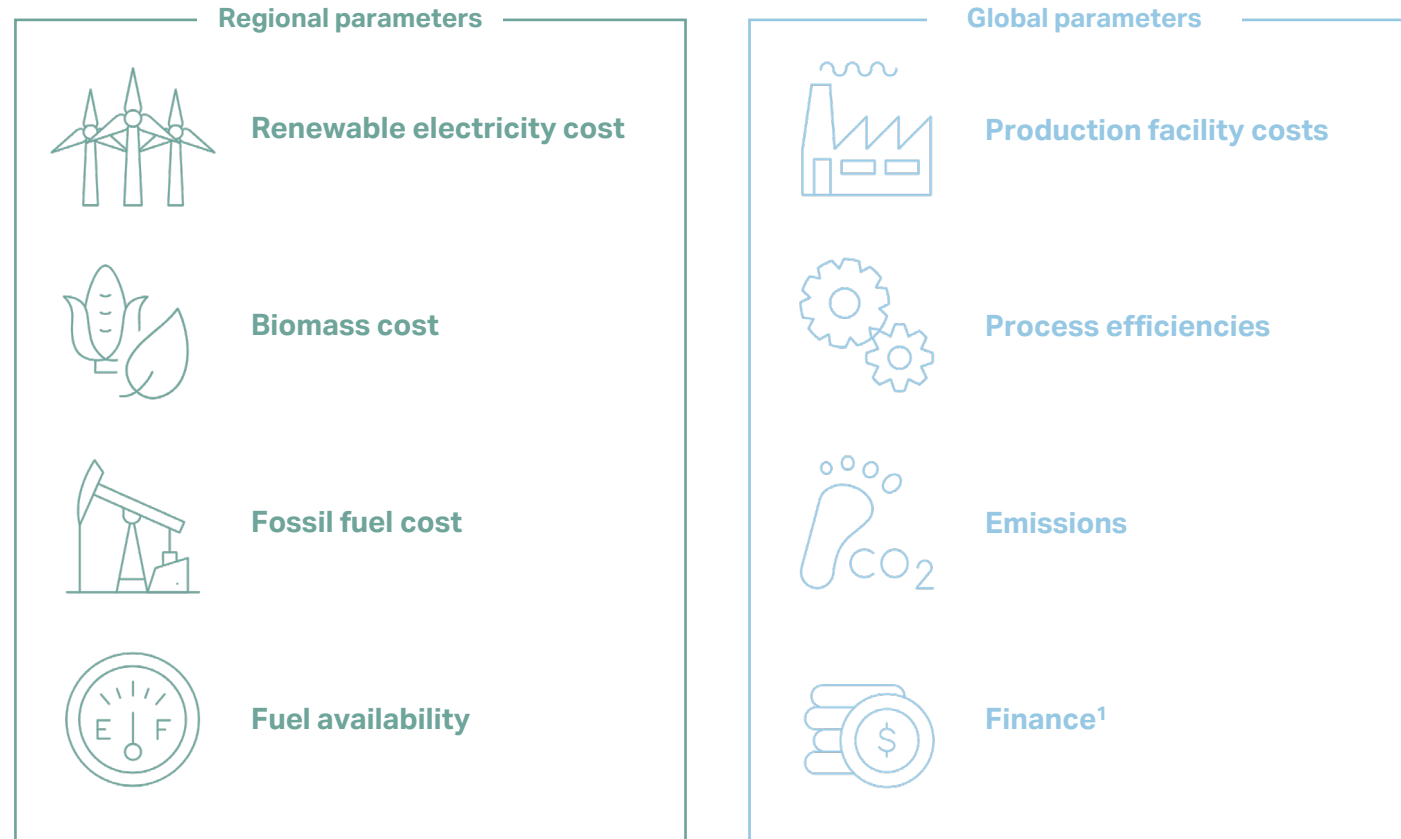 Regional parameters
Renewable electricity cost
Biomass cost
Fossil fuel cost
E F
Fuel availability
Global parameters
Production facility costs
Process efficiencies
CO2
Emissions
$
Finance¹